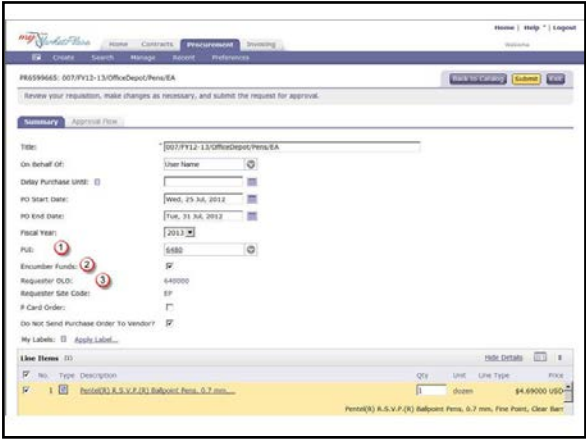 Home | Help | Logout
my MarketPlace Home Contracts Procurement Invoicing Welcome
Create Search Manage Recent Preferences
PR6599665: 007/FY12-13/OfficeDepot/Pens/EA Back to Catalog Submit Exit
Review your requisition, make changes as necessary, and submit the request for approval.
Summary Approval Flow
Title: * 007/FY12-13/OfficeDepot/Pens/EA
On Behalf Of: User Name
Delay Purchase Until:
PO Start Date: Wed, 25 Jul, 2012
PO End Date: Tue, 31 Jul, 2012
Fiscal Year: 2013
PUI: 1 6480
Encumber Funds: 2
Requester OLO: 3 640000
Requester Site Code: EF
P Card Order:
Do Not Send Purchase Order To Vendor?
My Labels: Apply Label...
Line Items (1) Hide Details
No. Type Description Qty Unit Line Type Price
1 Pentel(R) R.S.V.P.(R) Ballpoint Pens, 0.7 mm,... 1 dozen $4.69000 USD
Pentel(R) R.S.V.P.(R) Ballpoint Pens, 0.7 mm, Fine Point, Clear Barr